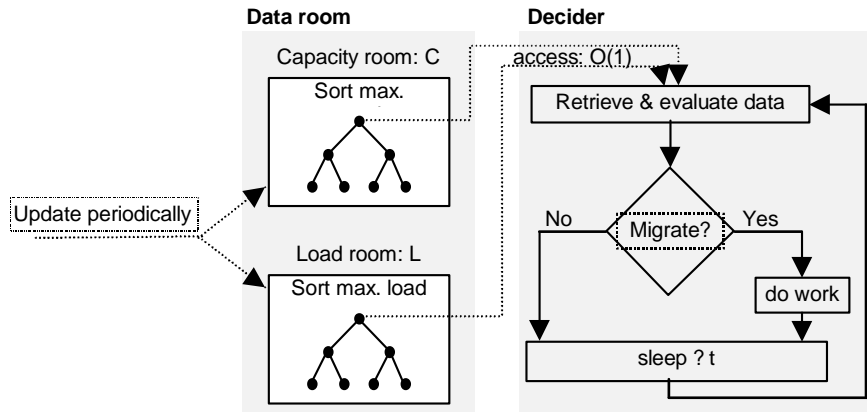 Data room
Decider
Capacity room: C
access: O(1)
Sort max.
Retrieve & evaluate data
Update periodically
No
Migrate?
Yes
Load room: L
Sort max. load
do work
sleep ? t